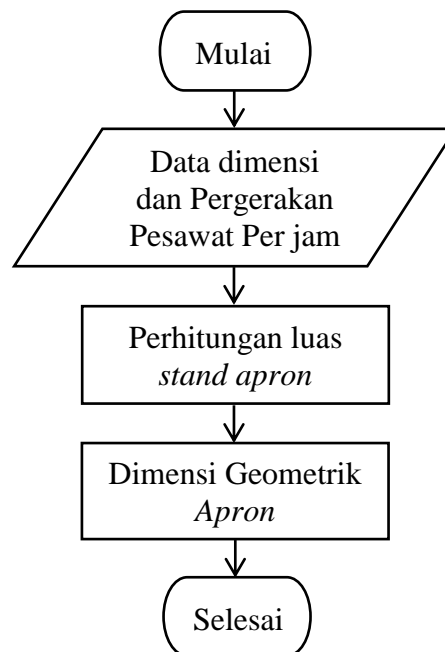 Mulai
Data dimensi
dan Pergerakan
Pesawat Per jam
Perhitungan luas
stand apron
Dimensi Geometrik
Apron
Selesai